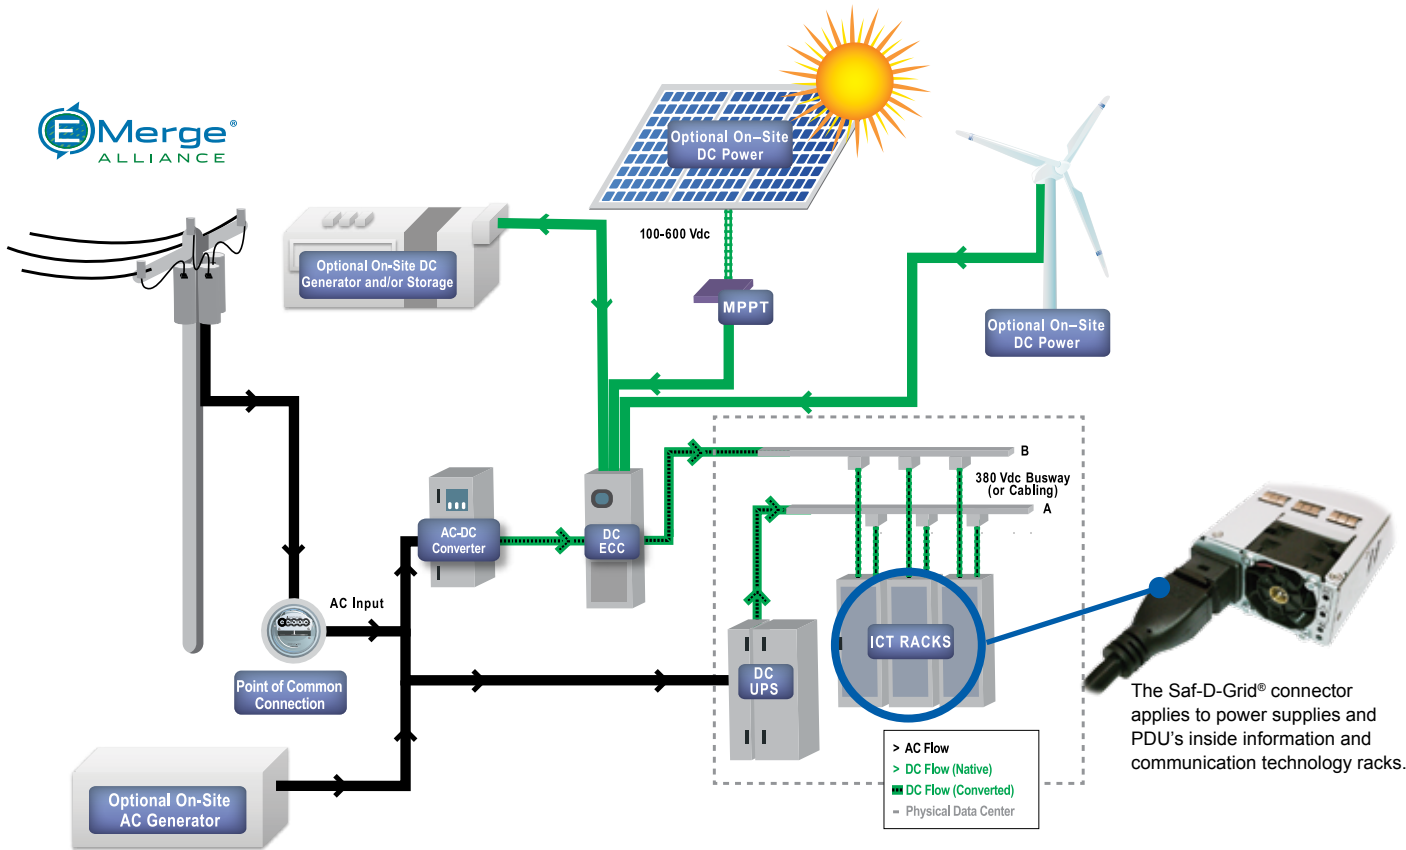 E Merge®
ALLIANCE
Optional On–Site
DC Power
100-600 Vdc
MPPT
Optional On-Site DC
Generator and/or Storage
Optional On–Site
DC Power
AC-DC
Converter
DC
ECC
B
380 Vdc Busway
(or Cabling)
A
AC Input
Point of Common
Connection
DC
UPS
ICT RACKS
Optional On-Site
AC Generator
> AC Flow
> DC Flow (Native)
DC Flow (Converted)
– Physical Data Center
The Saf-D-Grid® connector
applies to power supplies and
PDU's inside information and
communication technology racks.